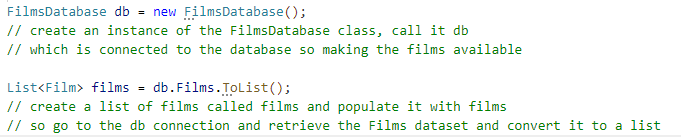 FilmsDatabase db = new FilmsDatabase();
// create an instance of the FilmsDatabase class, call it db
// which is connected to the database so making the films available
List<Film> films = db.Films.ToList();
// create a list of films called films and populate it with films
// so go to the db connection and retrieve the Films dataset and convert it to a list